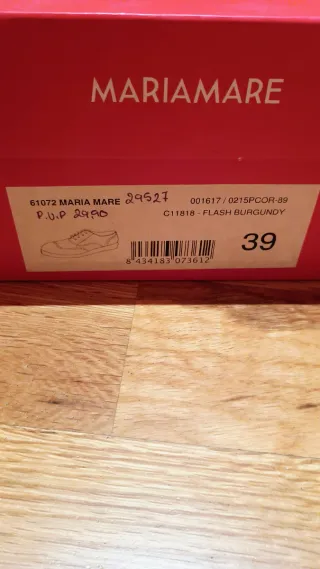 MARIAMARE
61072 MARIA MARE 29527 001617 / 0215PCOR-89
P.V.P 29,90 C11818 - FLASH BURGUNDY
39
8 434183 073612